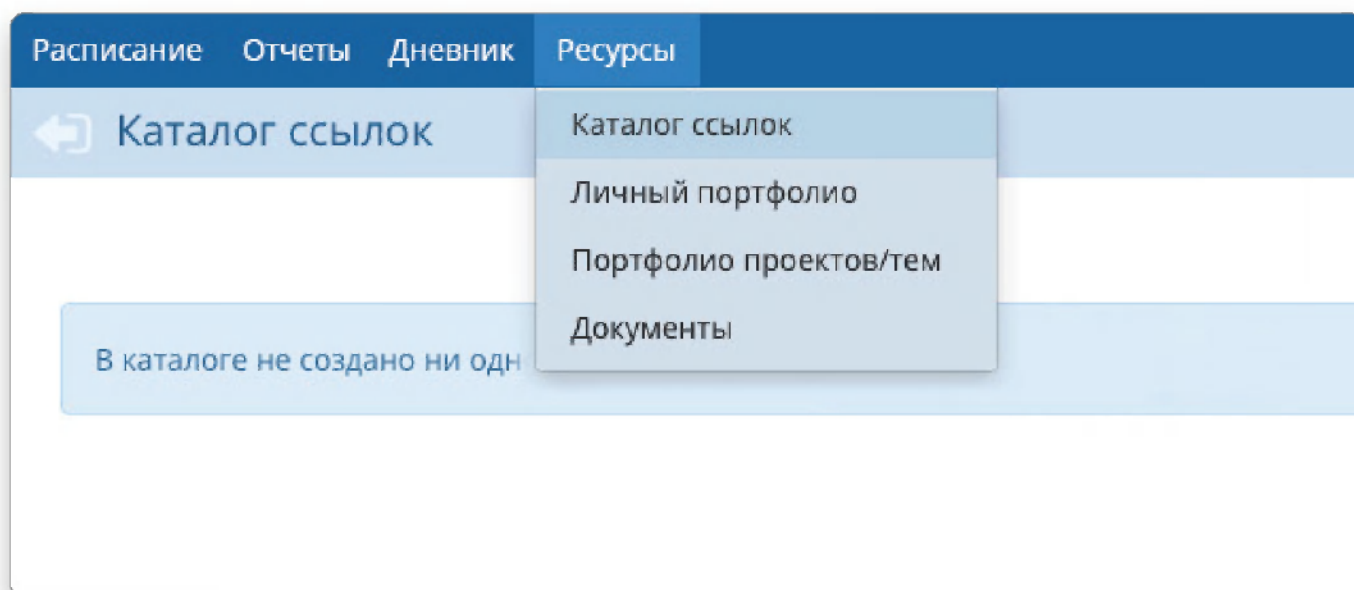 Расписание Отчеты Дневник Ресурсы
Каталог ссылок
Каталог ссылок
Личный портфолио
Портфолио проектов/тем
Документы
В каталоге не создано ни одн